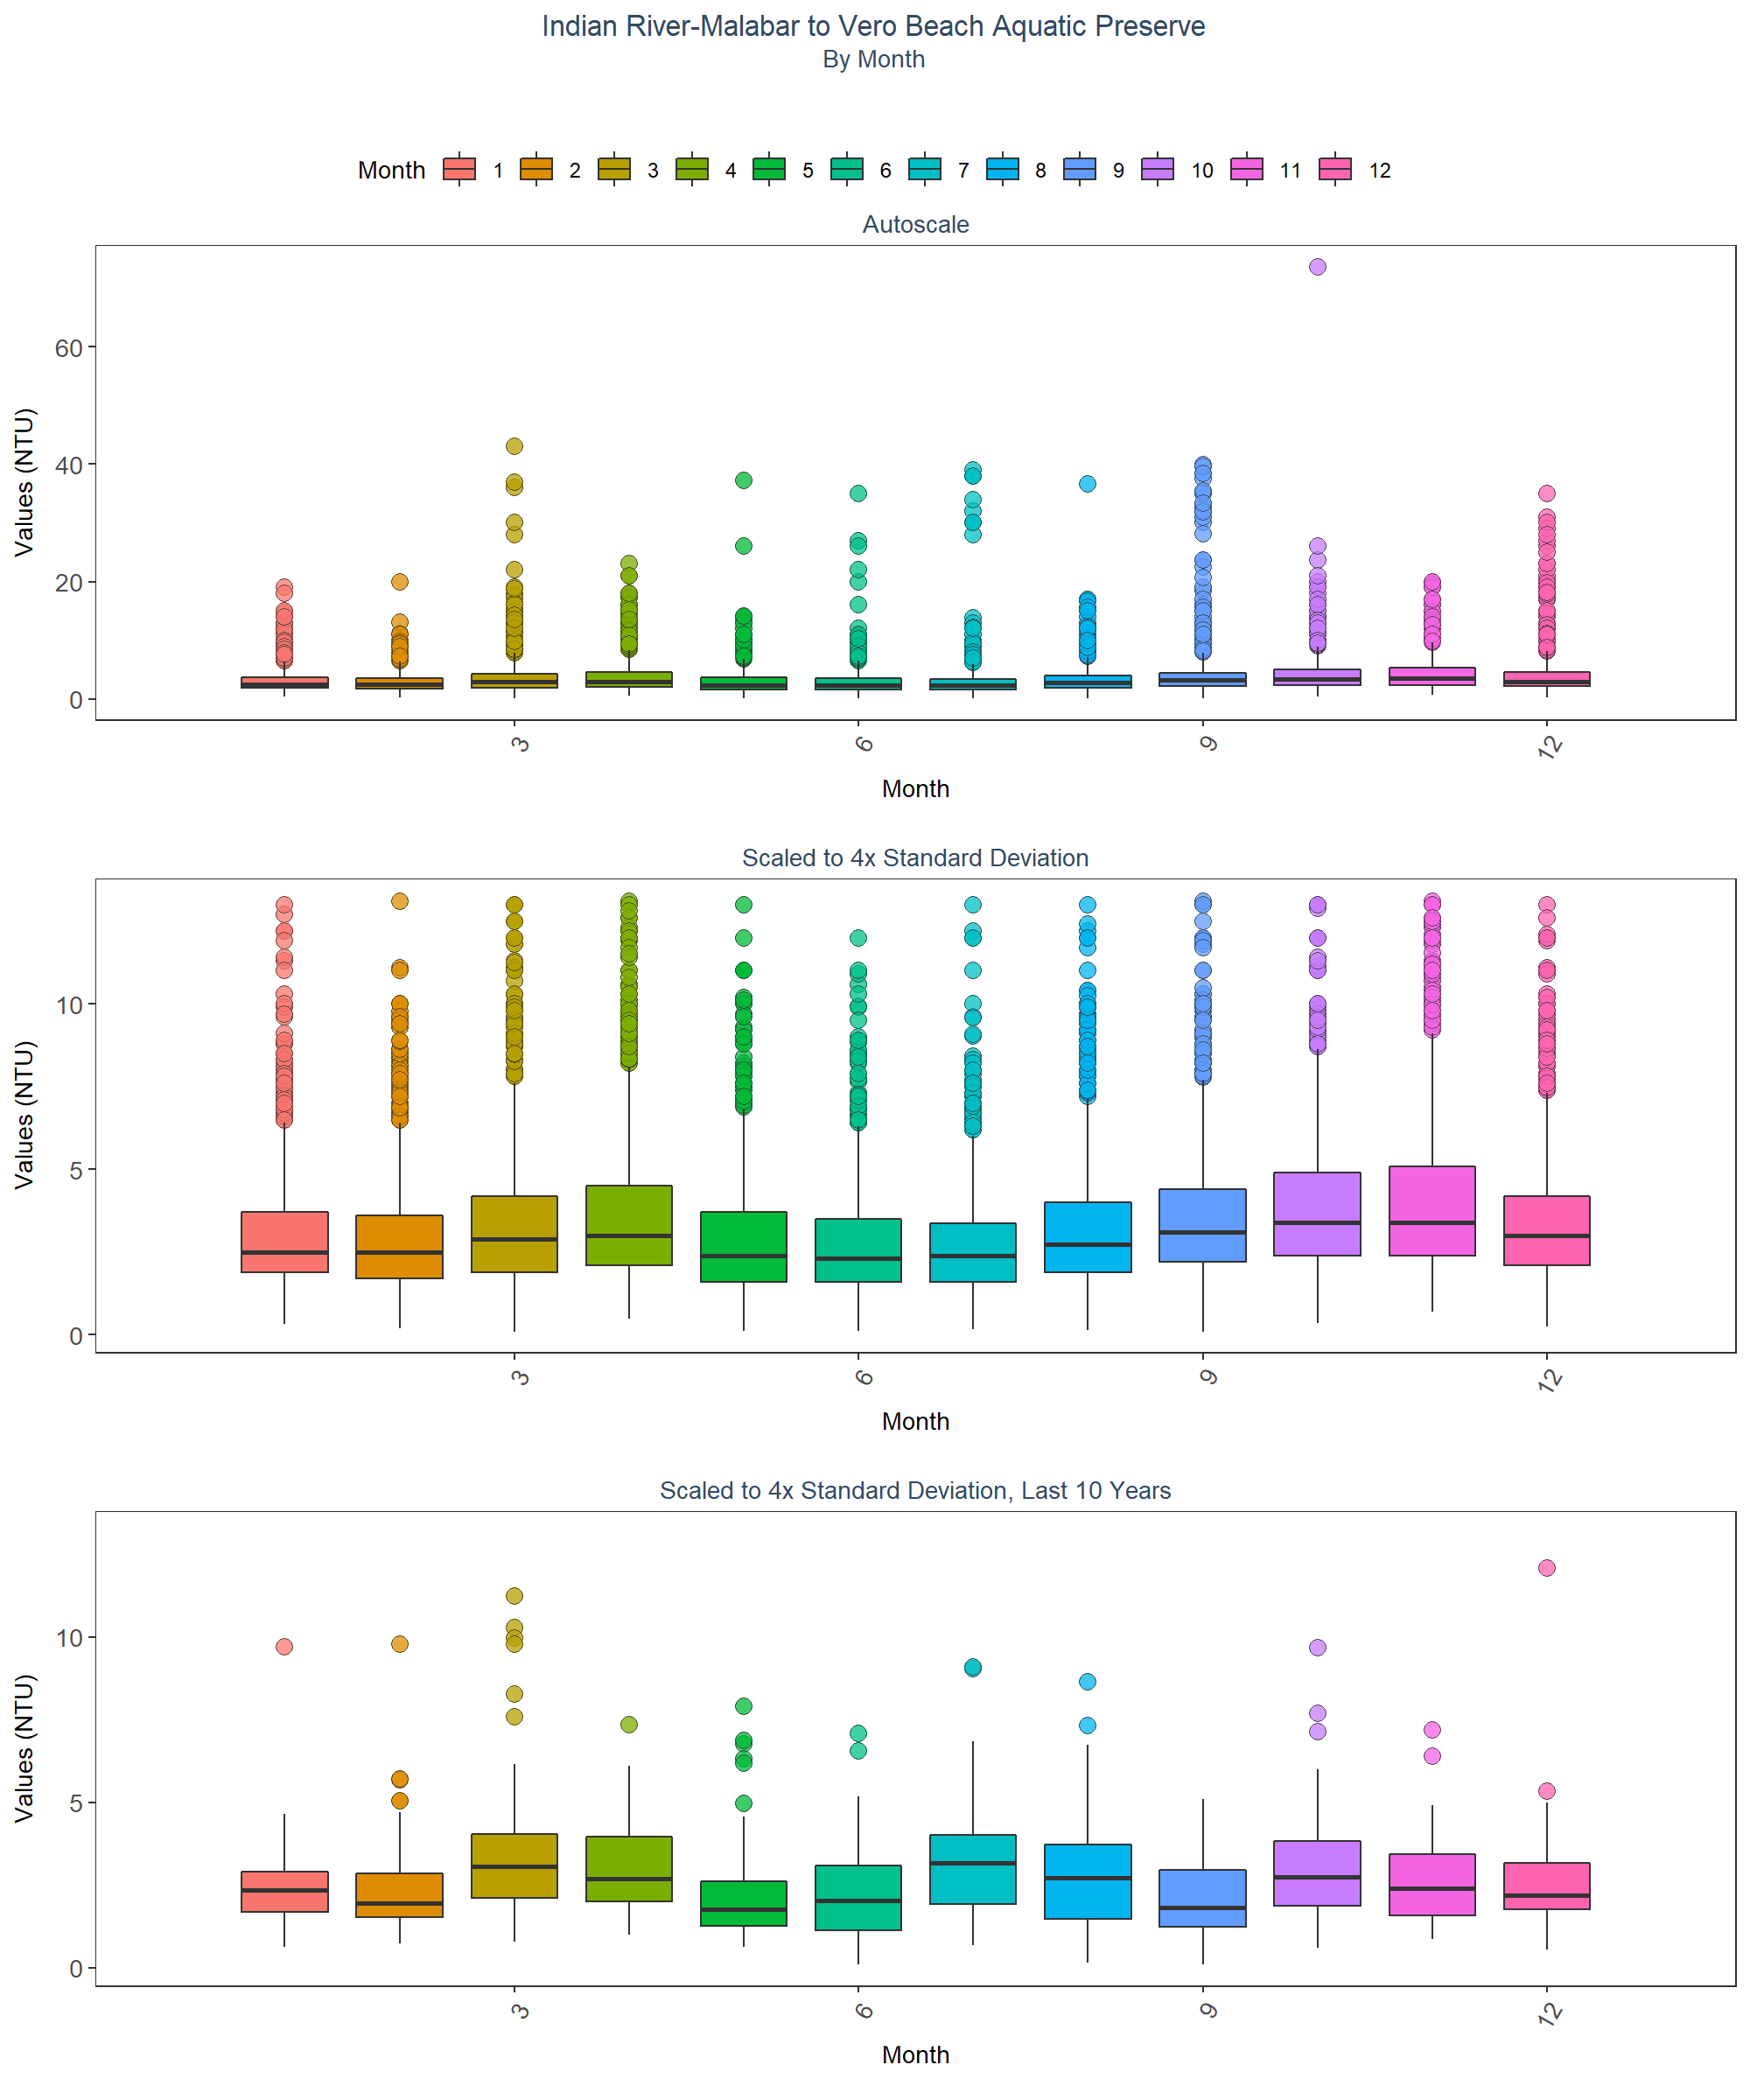 Indian River-Malabar to Vero Beach Aquatic Preserve
By Month
Month 1 2 3 4 5 6 7 8 9 10 11 12
Autoscale
Values (NTU)
60
40
20
0
3 6 9 12
Month
Scaled to 4x Standard Deviation
Values (NTU)
10
5
0
3 6 9 12
Month
Scaled to 4x Standard Deviation, Last 10 Years
Values (NTU)
10
5
0
3 6 9 12
Month